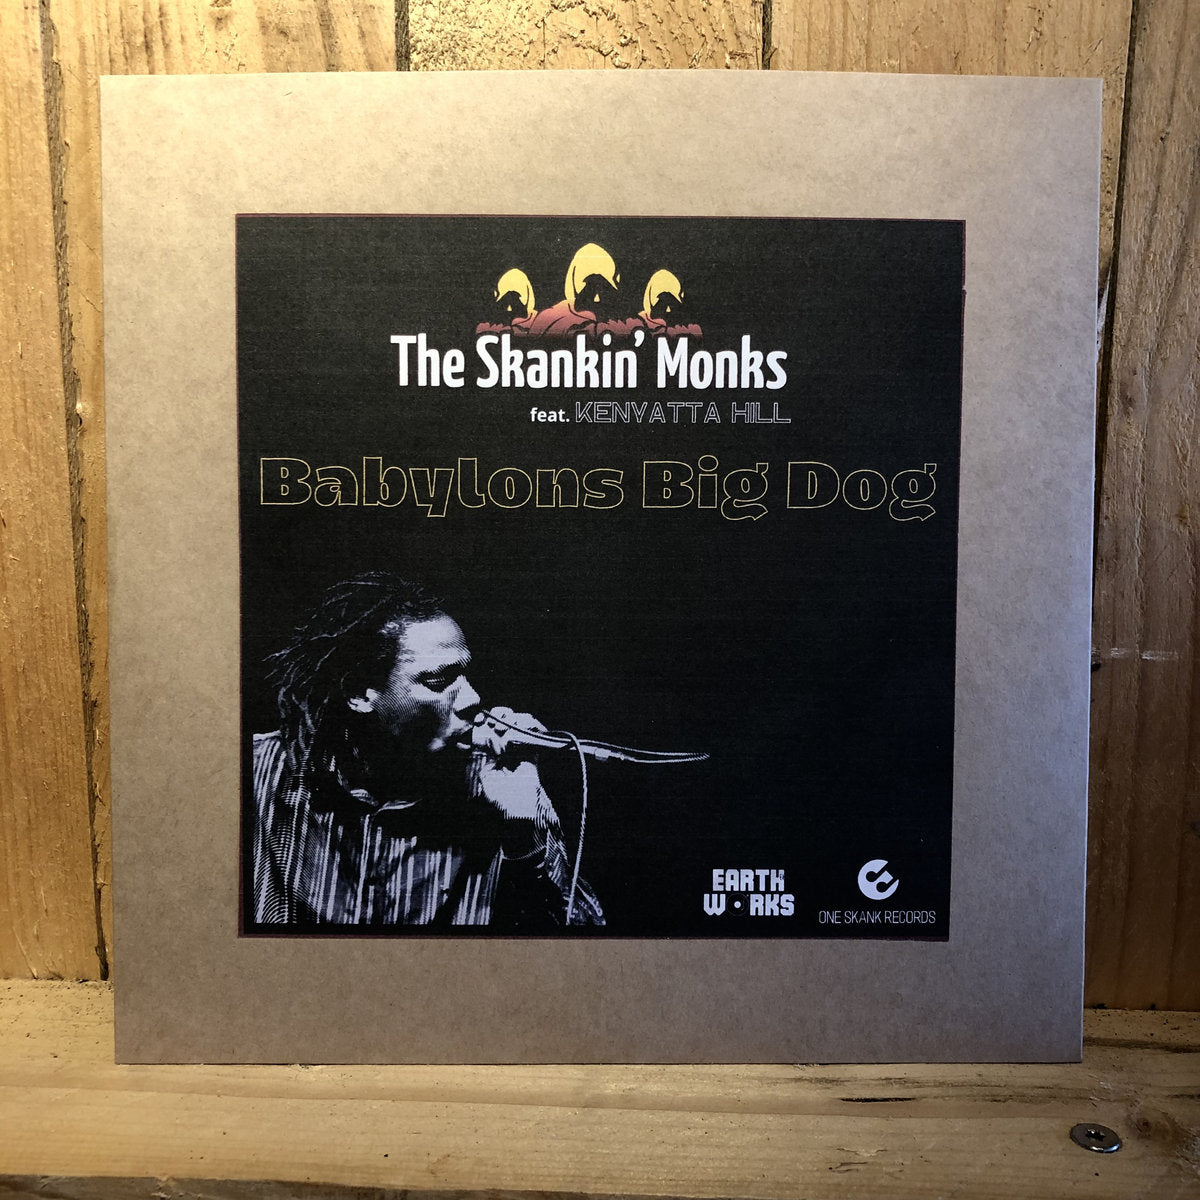 The Skankin' Monks
feat. KENYATTA HILL
Babylons Big Dog
EARTH
WORKS
ONE SKANK RECORDS